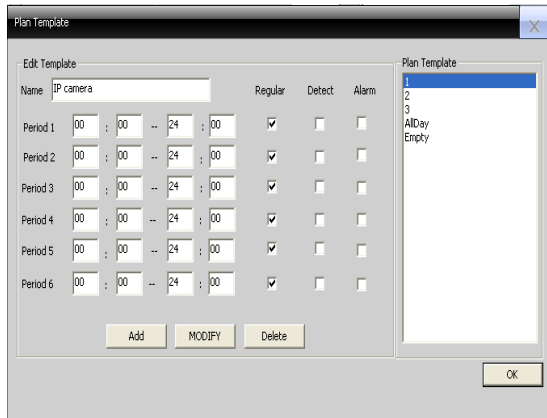 Plan Template
X
Edit Template
Name IP camera Regular Detect Alarm
Period 1 00 : 00 -- 24 : 00
Period 2 00 : 00 -- 24 : 00
Period 3 00 : 00 -- 24 : 00
Period 4 00 : 00 -- 24 : 00
Period 5 00 : 00 -- 24 : 00
Period 6 00 : 00 -- 24 : 00
Add MODIFY Delete
Plan Template
1
2
3
AllDay
Empty
OK